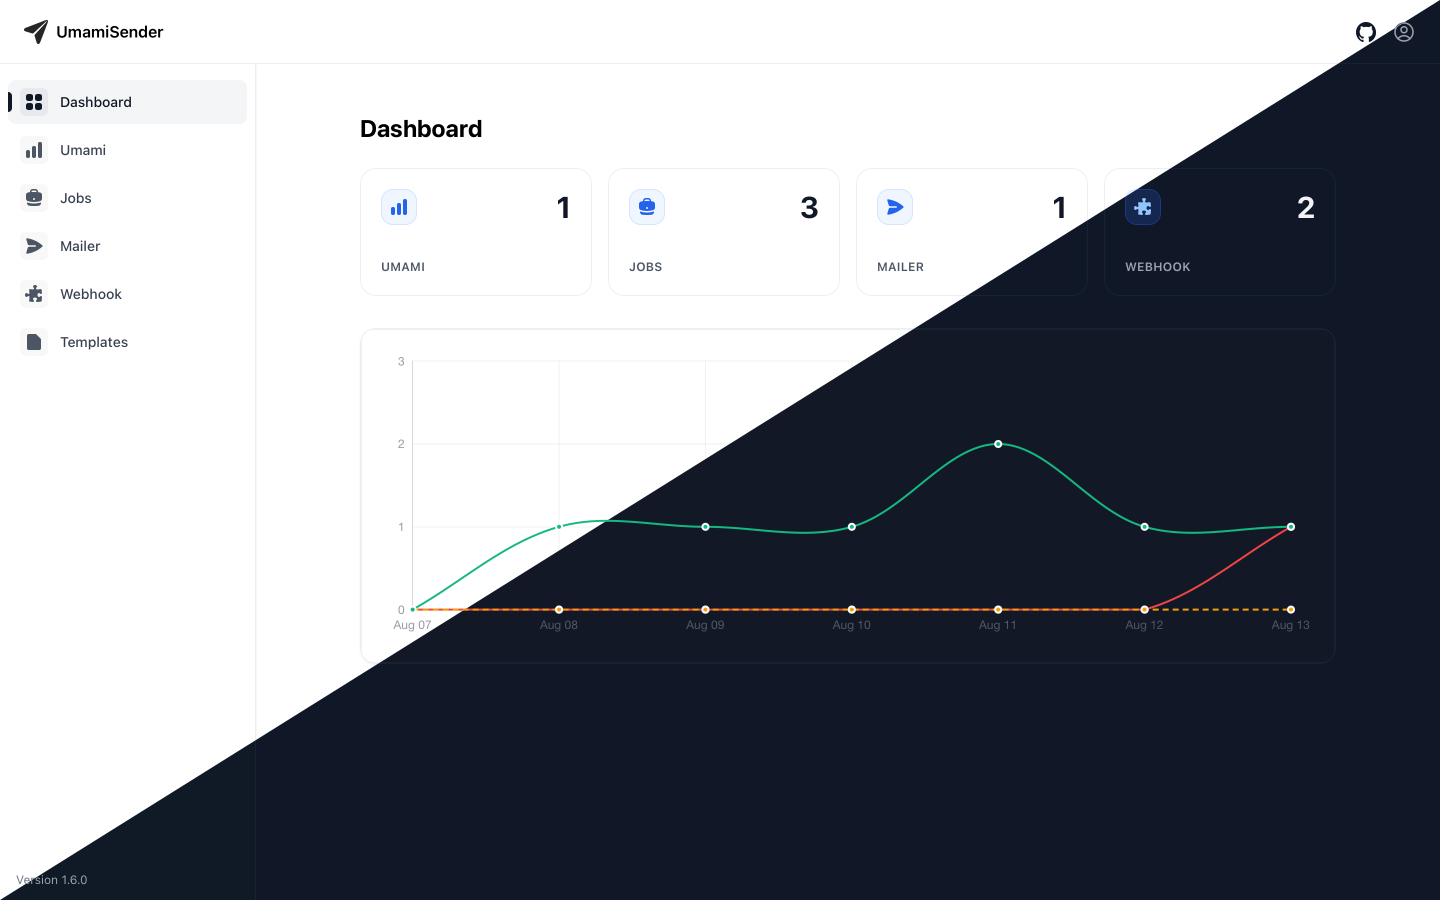 UmamiSender
Dashboard
Umami
Jobs
Mailer
Webhook
Templates
Version 1.6.0
Dashboard
1
UMAMI
3
JOBS
1
MAILER
2
WEBHOOK
3
2
1
0
Aug 07
Aug 08
Aug 09
Aug 10
Aug 11
Aug 12
Aug 13